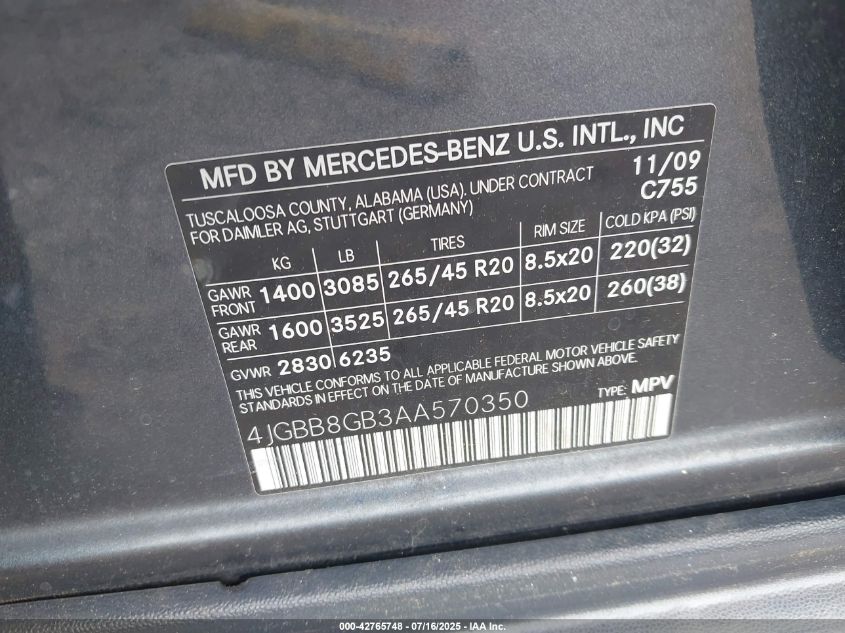 MFD BY MERCEDES-BENZ U.S. INTL., INC
TUSCALOOSA COUNTY, ALABAMA (USA). UNDER CONTRACT 11/09
FOR DAIMLER AG, STUTTGART (GERMANY) C755
KG LB TIRES RIM SIZE COLD KPA (PSI)
GAWR FRONT 1400 3085 265/45 R20 8.5x20 220(32)
GAWR REAR 1600 3525 265/45 R20 8.5x20 260(38)
GVWR 2830 6235
THIS VEHICLE CONFORMS TO ALL APPLICABLE FEDERAL MOTOR VEHICLE SAFETY
STANDARDS IN EFFECT ON THE DATE OF MANUFACTURE SHOWN ABOVE.
4JGBB8GB3AA570350 TYPE: MPV
000-42765748 - 07/16/2025 - IAA Inc.